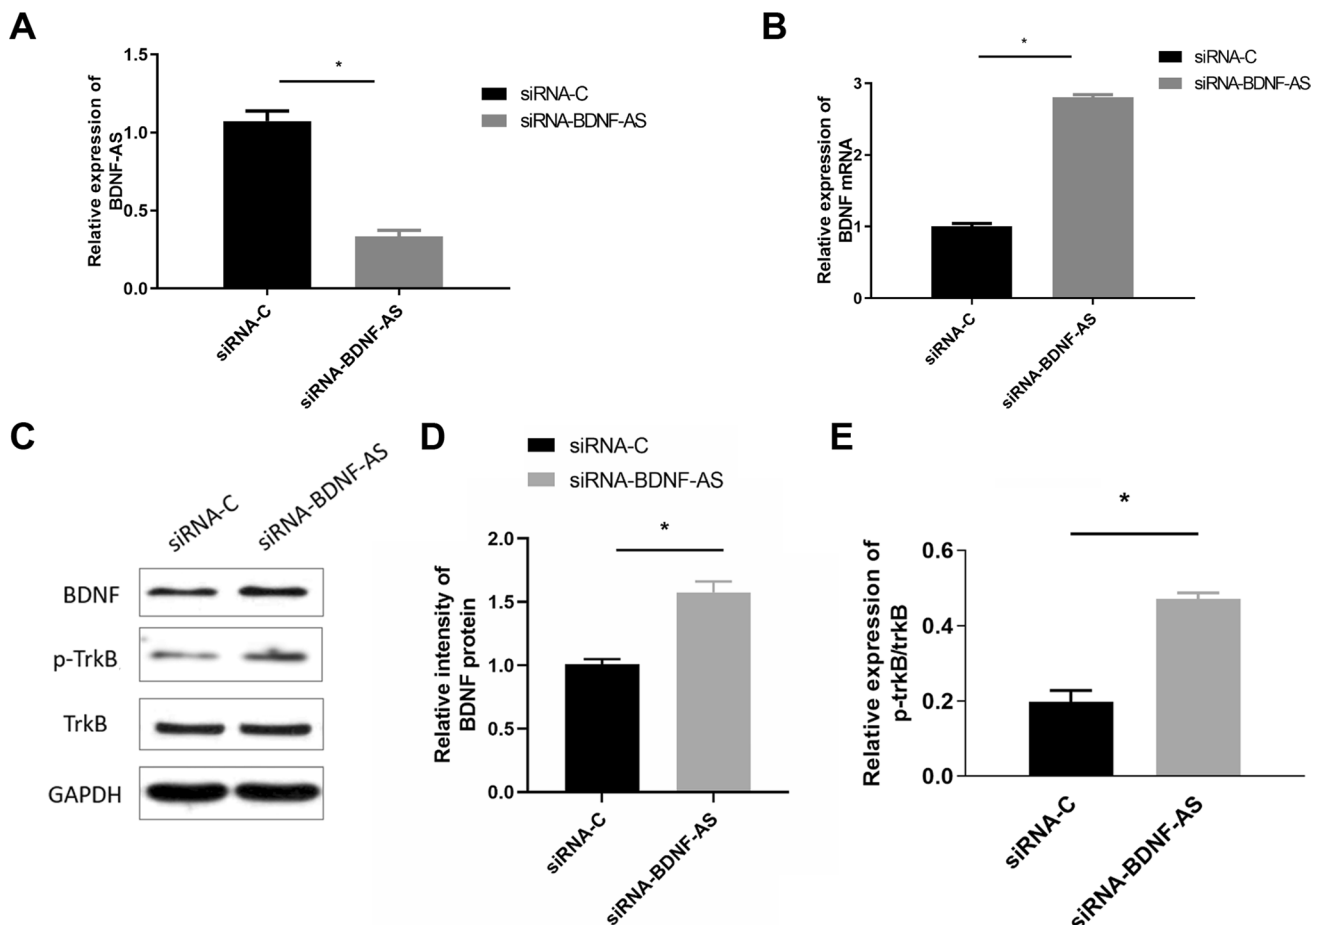 A
1.5
1.0
0.5
0.0
Relative expression of
BDNF-AS
*
siRNA-C
siRNA-BDNF-AS
siRNA-C
siRNA-BDNF-AS
B
3
2
1
0
Relative expression of
BDNF mRNA
*
siRNA-C
siRNA-BDNF-AS
siRNA-C
siRNA-BDNF-AS
C
siRNA-C
siRNA-BDNF-AS
BDNF
p-TrkB
TrkB
GAPDH
D
siRNA-C
siRNA-BDNF-AS
2.0
1.5
1.0
0.5
0.0
Relative intensity of
BDNF protein
*
siRNA-C
siRNA-BDNF-AS
E
0.6
0.4
0.2
0.0
Relative expression of
p-trkB/trkB
*
siRNA-C
siRNA-BDNF-AS